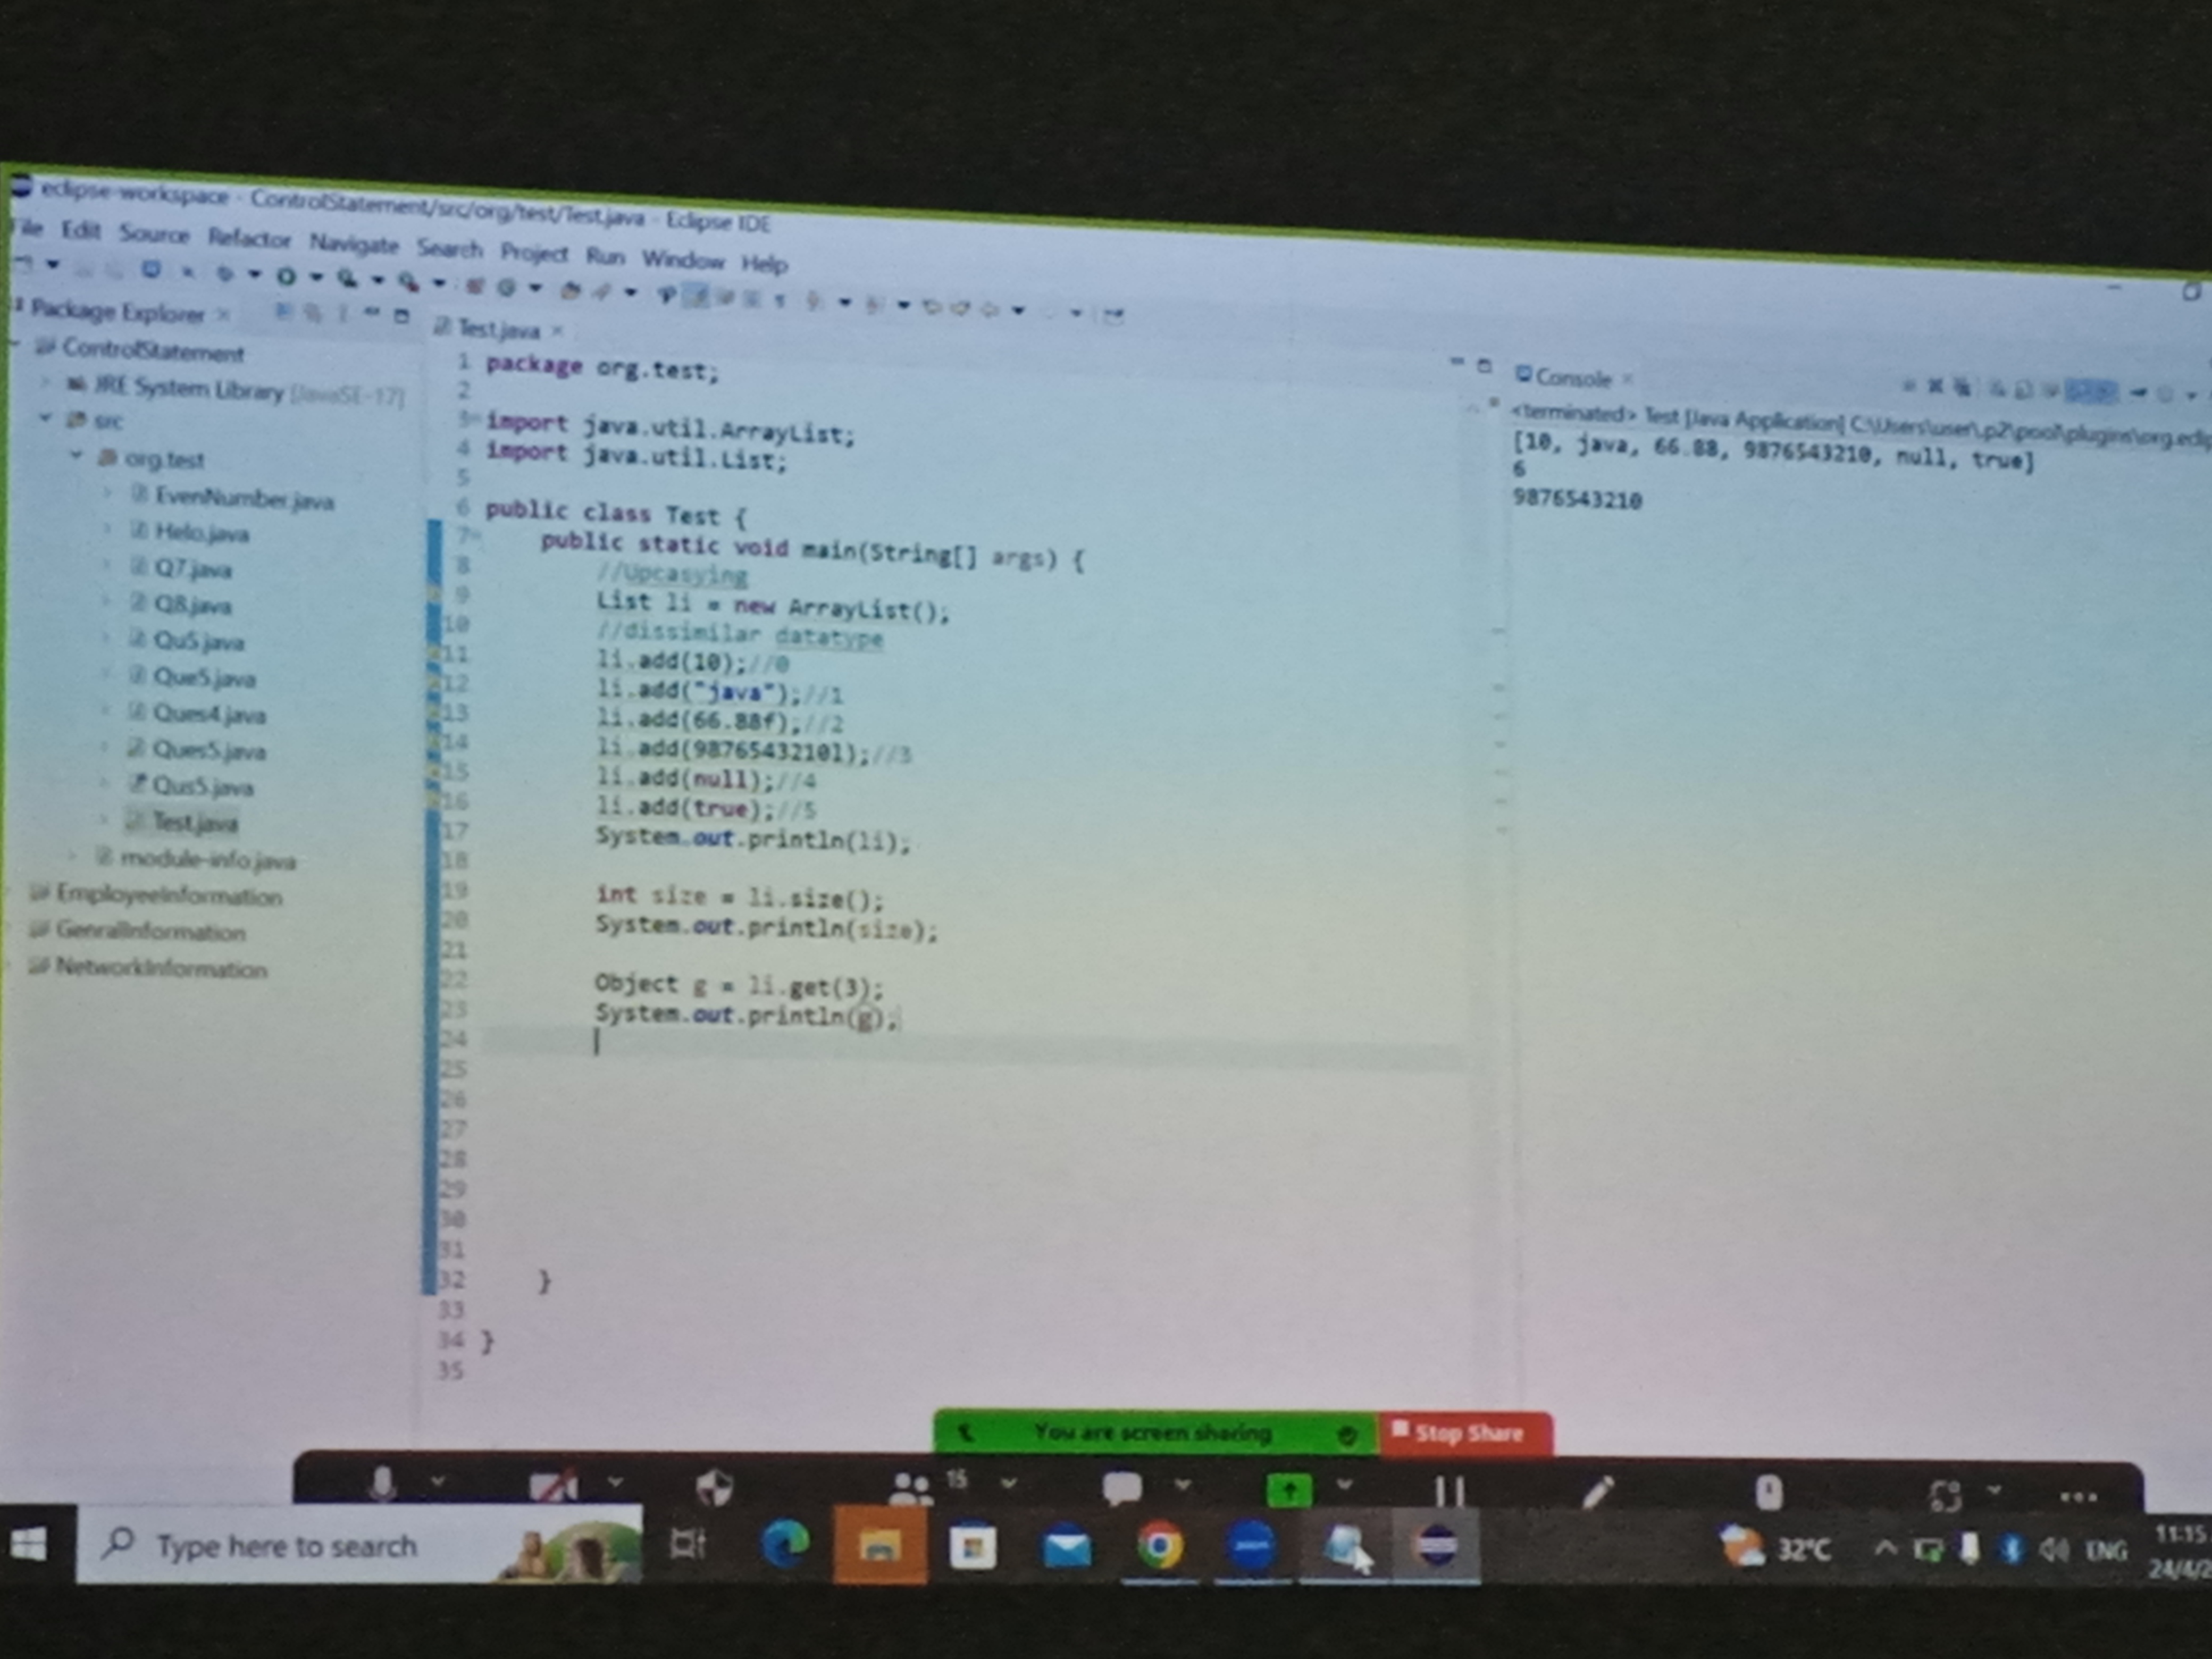 eclipse-workspace - ControlStatement/src/org/test/Test.java - Eclipse IDE
File Edit Source Refactor Navigate Search Project Run Window Help
Package Explorer
ControlStatement
JRE System Library [JavaSE-17]
src
org.test
EvenNumber.java
Helo.java
Q7.java
Q8.java
Qu5.java
Que5.java
Ques4.java
Ques5.java
Qus5.java
Test.java
module-info.java
EmployeeInformation
GenralInformation
NetworkInformation
Test.java
1 package org.test;
2
3 import java.util.ArrayList;
4 import java.util.List;
5
6 public class Test {
7 public static void main(String[] args) {
8 //Upcasying
9 List li = new ArrayList();
10 //dissimilar datatype
11 li.add(10);//0
12 li.add("java");//1
13 li.add(66.88f);//2
14 li.add(9876543210l);//3
15 li.add(null);//4
16 li.add(true);//5
17 System.out.println(li);
18
19 int size = li.size();
20 System.out.println(size);
21
22 Object g = li.get(3);
23 System.out.println(g);
24
25
26
27
28
29
30
31
32 }
33
34 }
35
Console
<terminated> Test [Java Application] C:\Users\user\.p2\pool\plugins\org.eclip
[10, java, 66.88, 9876543210, null, true]
6
9876543210
You are screen sharing
Stop Share
15
Type here to search
zoom
32°C
ENG
11:15
24/4/2